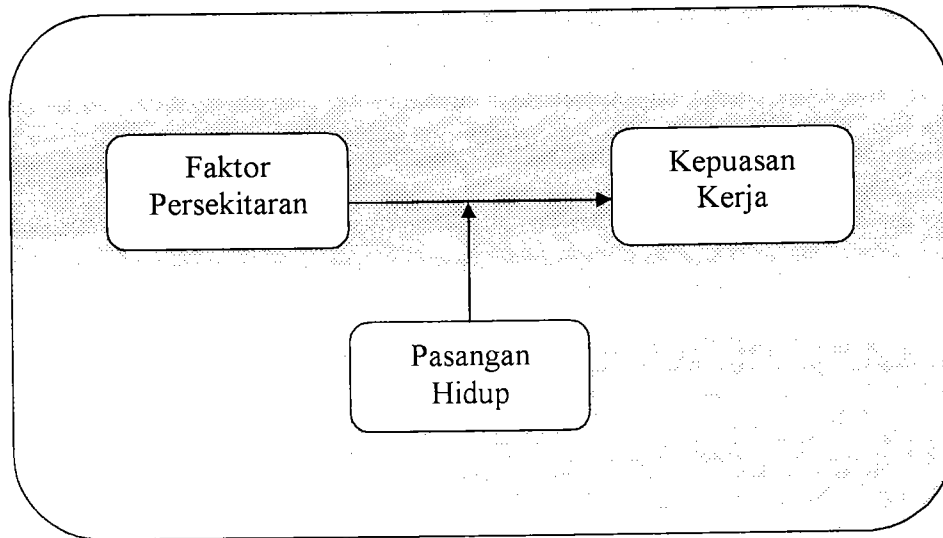 Faktor
Persekitaran
Kepuasan
Kerja
Pasangan
Hidup